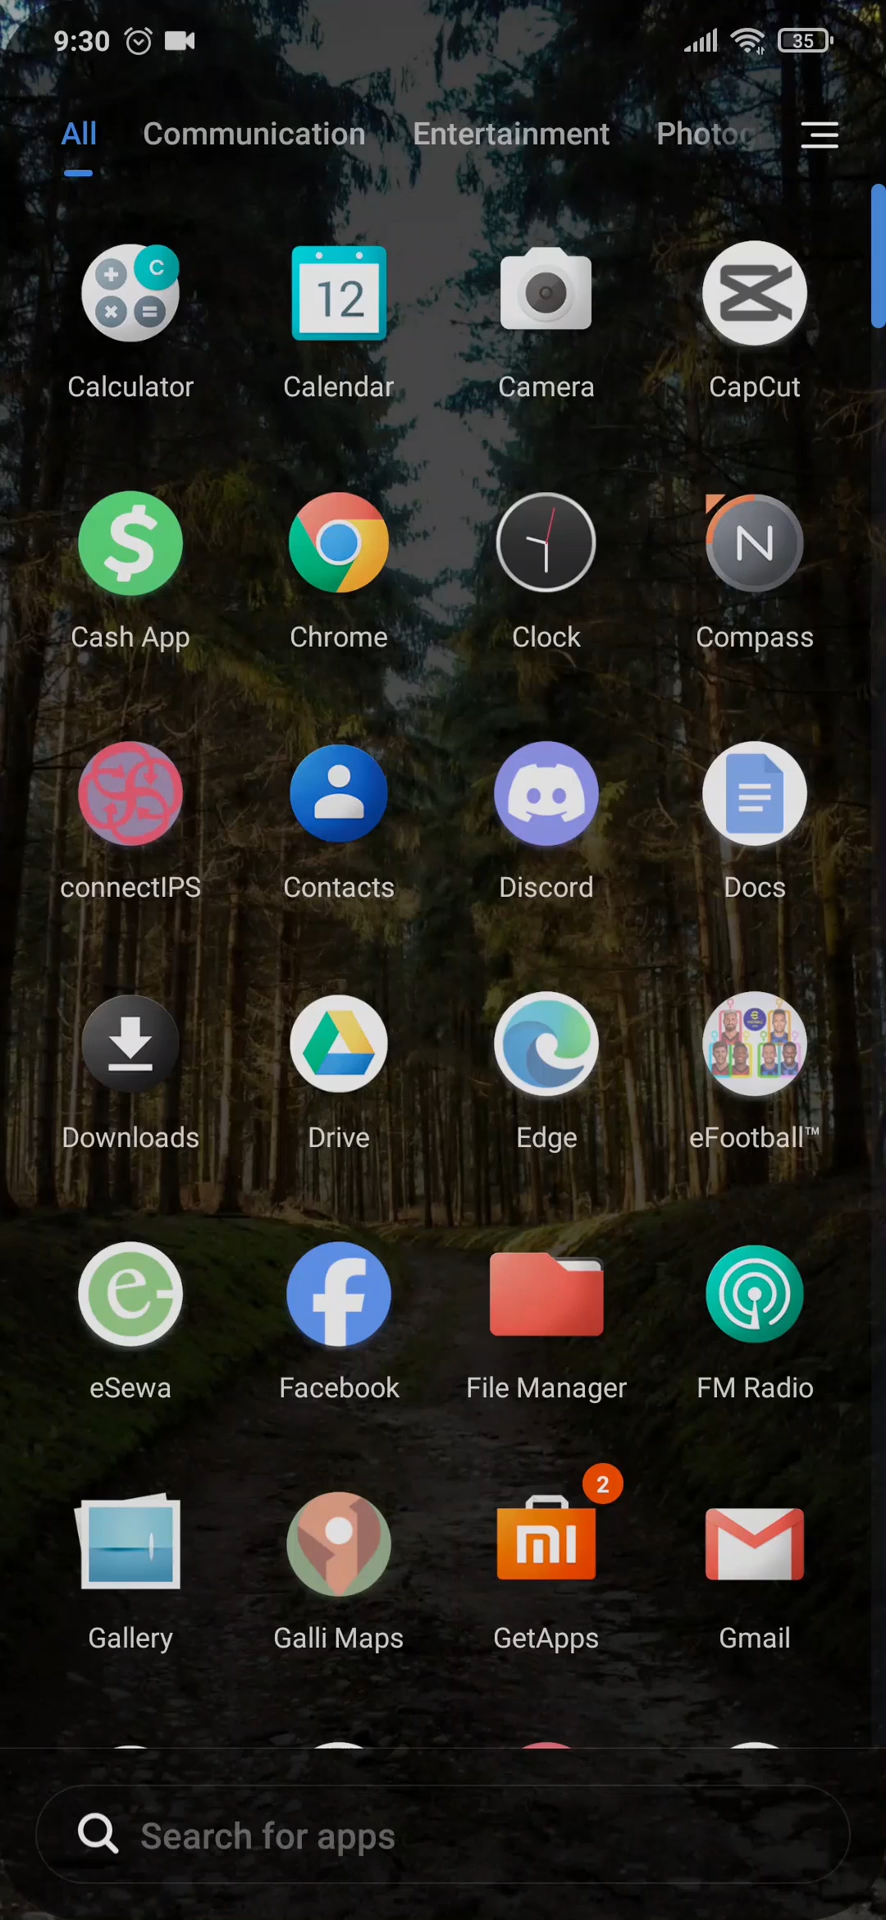 9:30 35
All Communication Entertainment Photog
C
12
Calculator Calendar Camera CapCut
$ N
Cash App Chrome Clock Compass
connectIPS Contacts Discord Docs
Downloads Drive Edge eFootball™
e f
eSewa Facebook File Manager FM Radio
2
mi
Gallery Galli Maps GetApps Gmail
Search for apps